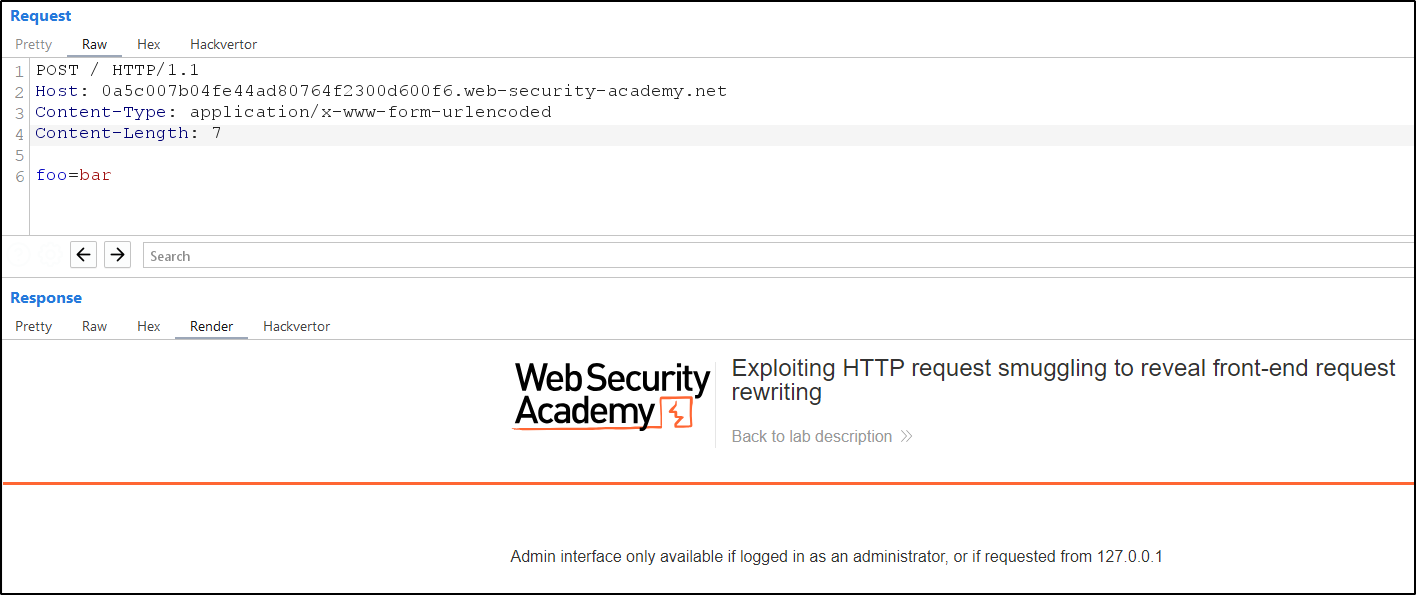 Request
Pretty Raw Hex Hackvertor
1 POST / HTTP/1.1
2 Host: 0a5c007b04fe44ad80764f2300d600f6.web-security-academy.net
3 Content-Type: application/x-www-form-urlencoded
4 Content-Length: 7
5
6 foo=bar
Search
Response
Pretty Raw Hex Render Hackvertor
Web Security
Academy
Exploiting HTTP request smuggling to reveal front-end request
rewriting
Back to lab description
Admin interface only available if logged in as an administrator, or if requested from 127.0.0.1